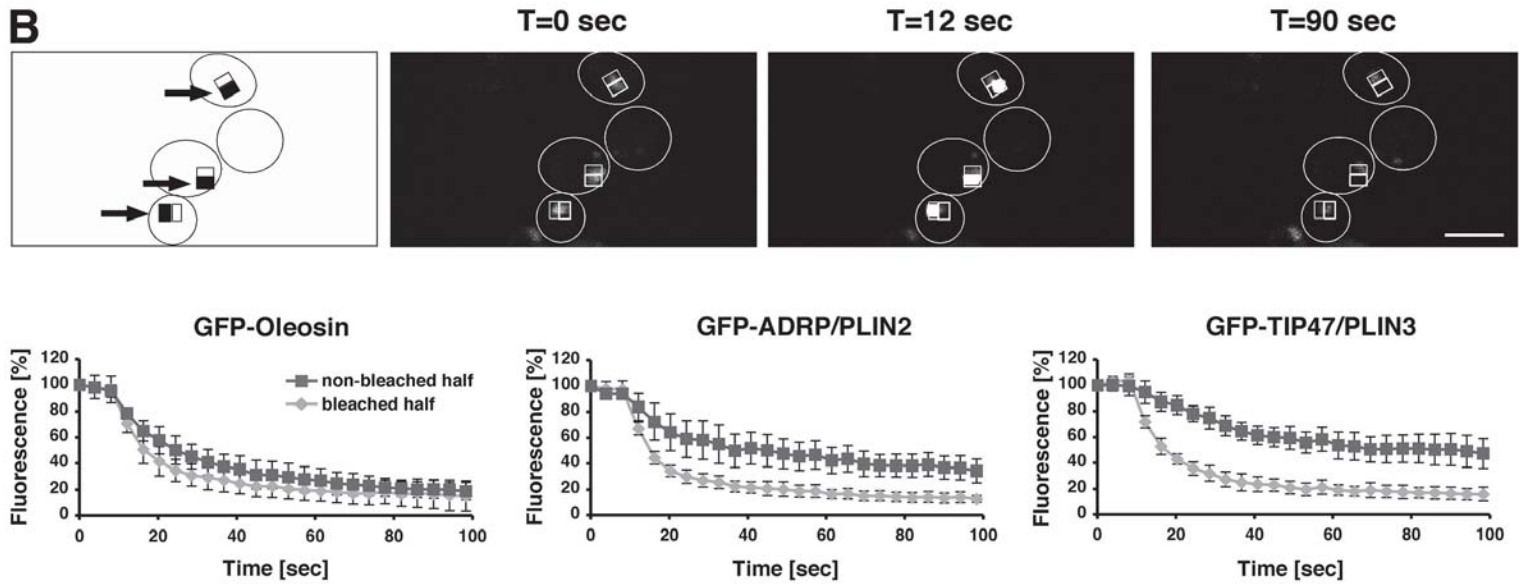 B
T=0 sec
T=12 sec
T=90 sec
GFP-Oleosin
Fluorescence [%]
120
100
80
60
40
20
0
non-bleached half
bleached half
0 20 40 60 80 100
Time [sec]
GFP-ADRP/PLIN2
Fluorescence [%]
120
100
80
60
40
20
0
0 20 40 60 80 100
Time [sec]
GFP-TIP47/PLIN3
Fluorescence [%]
120
100
80
60
40
20
0
0 20 40 60 80 100
Time [sec]